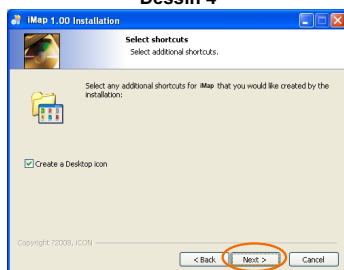 Dessin 4
iMap 1.00 Installation
Select shortcuts
Select additional shortcuts.
Select any additional shortcuts for iMap that you would like created by the
installation:
Create a Desktop icon
Copyright ?2008, ICON
< Back
Next >
Cancel